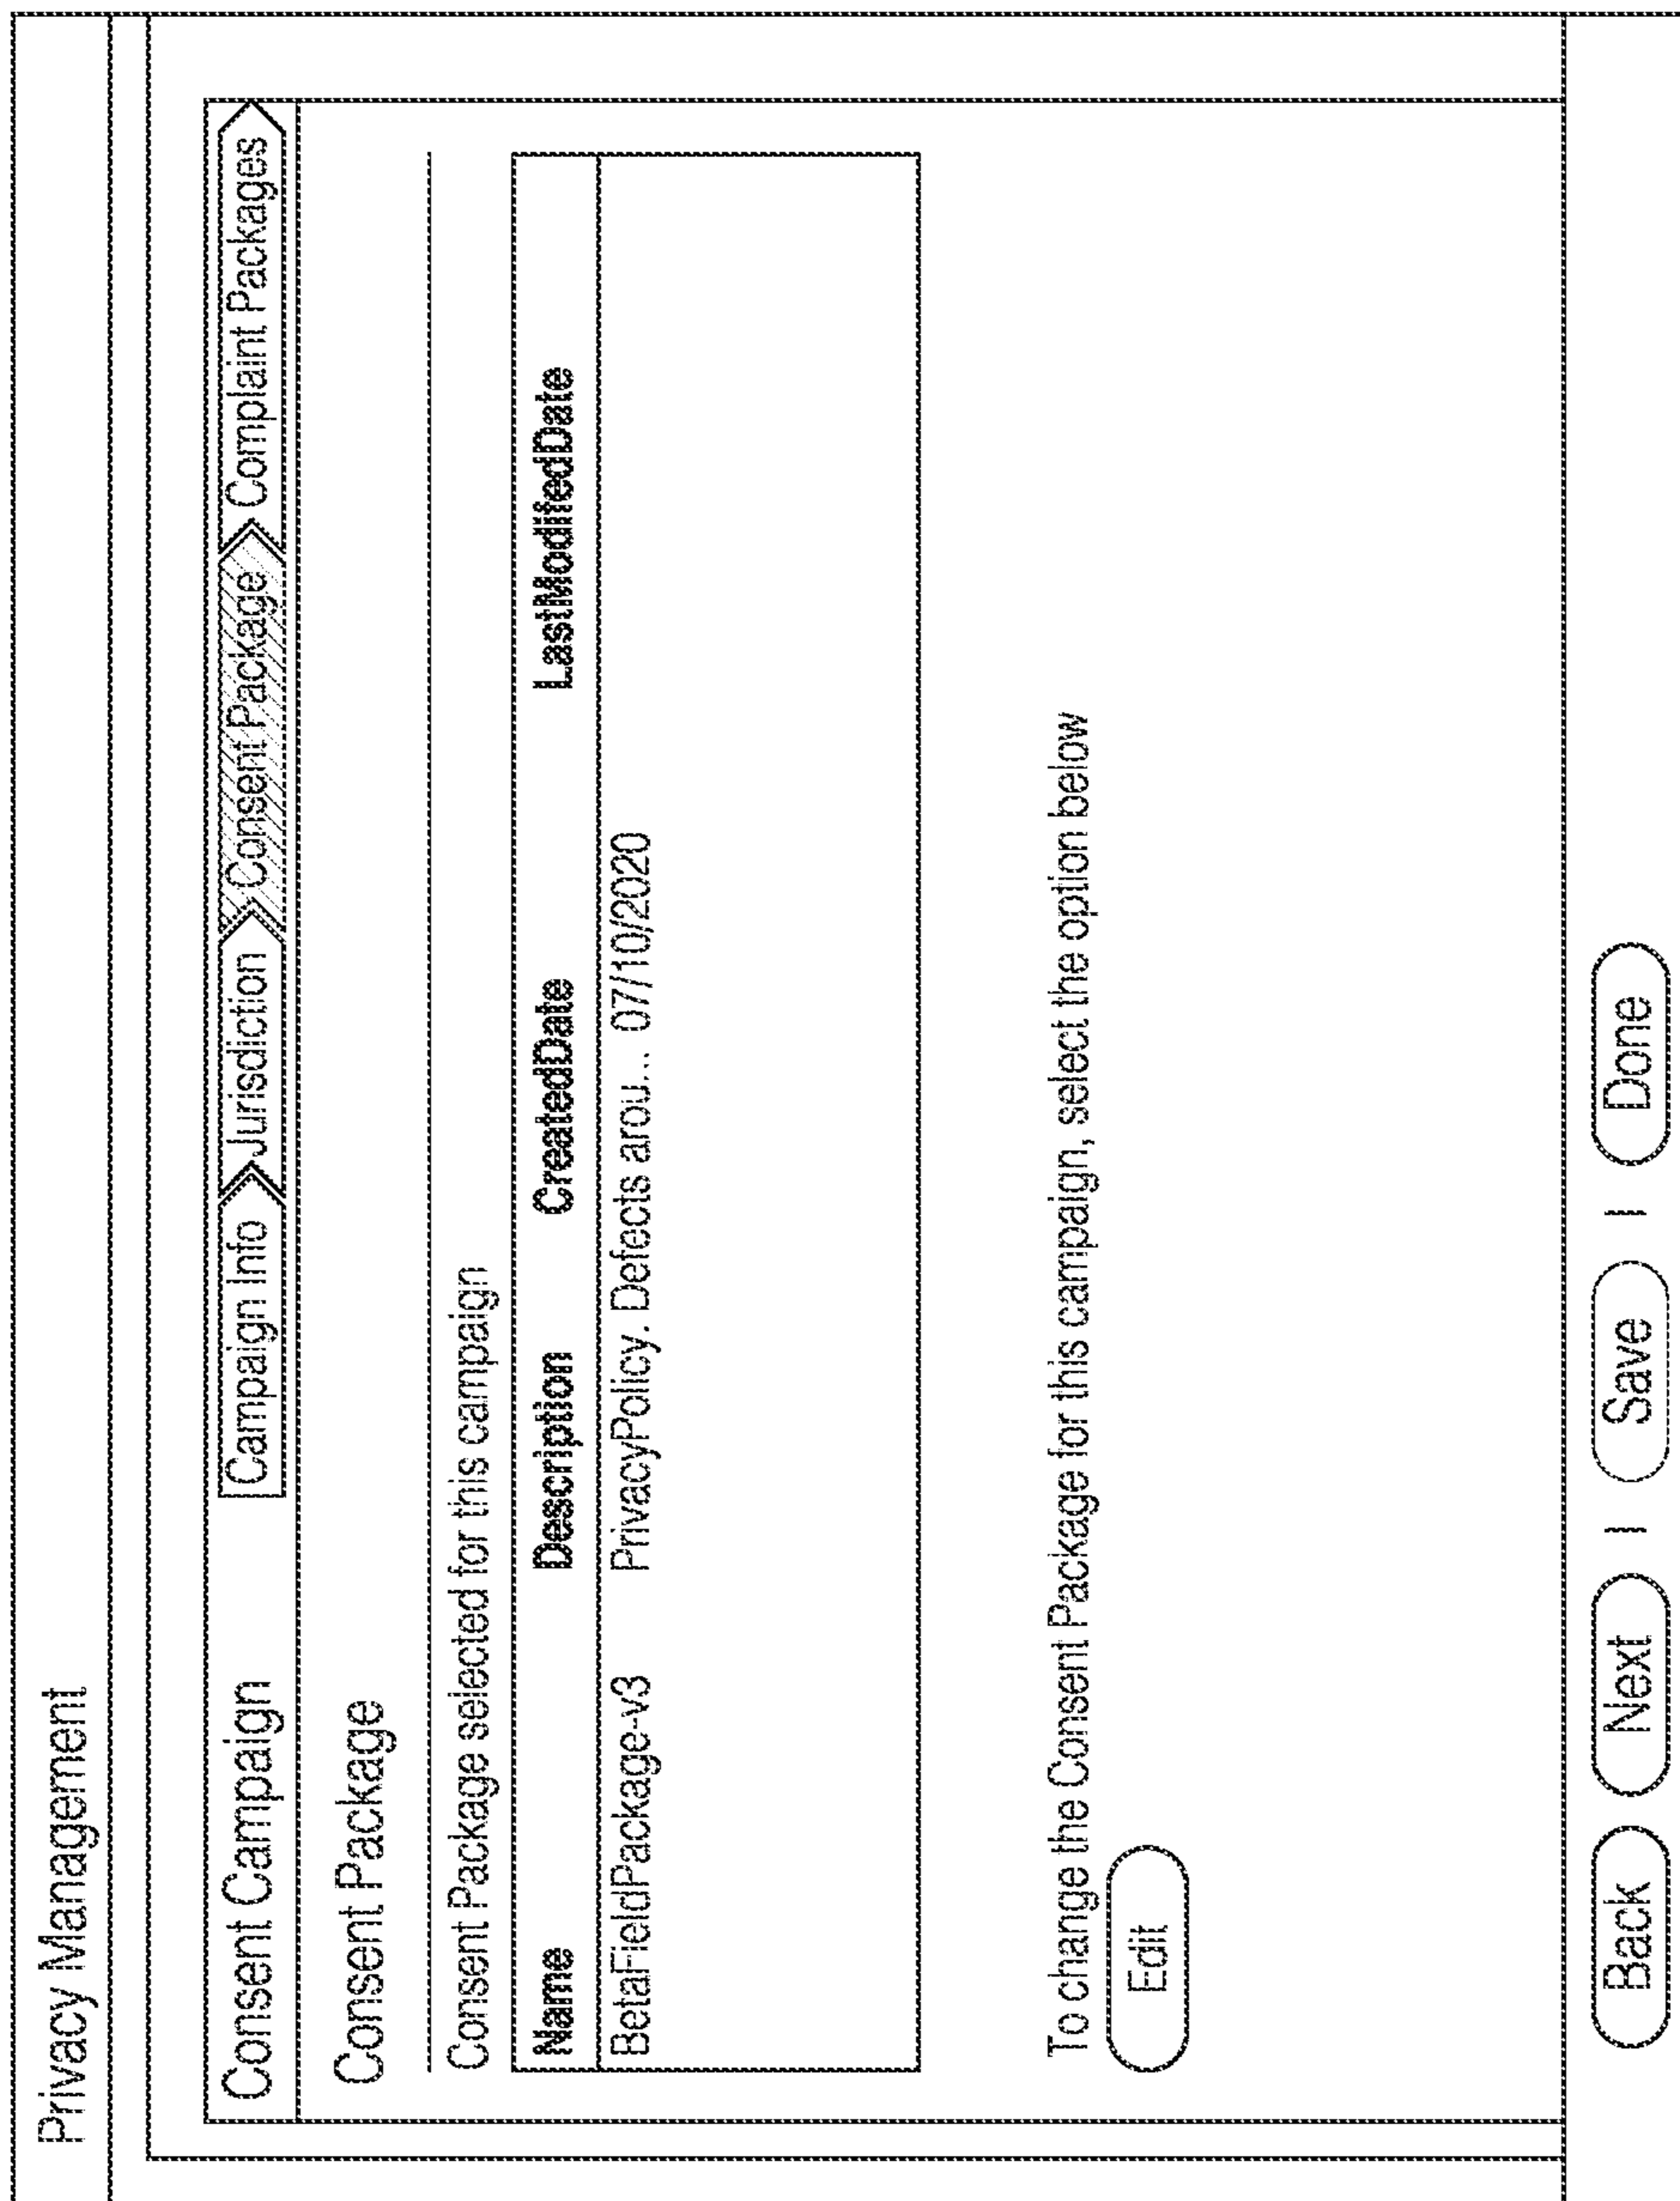 Privacy Management
Consent Campaign Campaign Info Jurisdiction Consent Package Complaint Packages
Consent Package
Consent Package selected for this campaign
Name Description CreatedDate LastModifedDate
BetaFieldPackage-v3 PrivacyPolicy. Defects arou... 07/10/2020
To change the Consent Package for this campaign, select the option below
Edit
Back Next | Save | Done